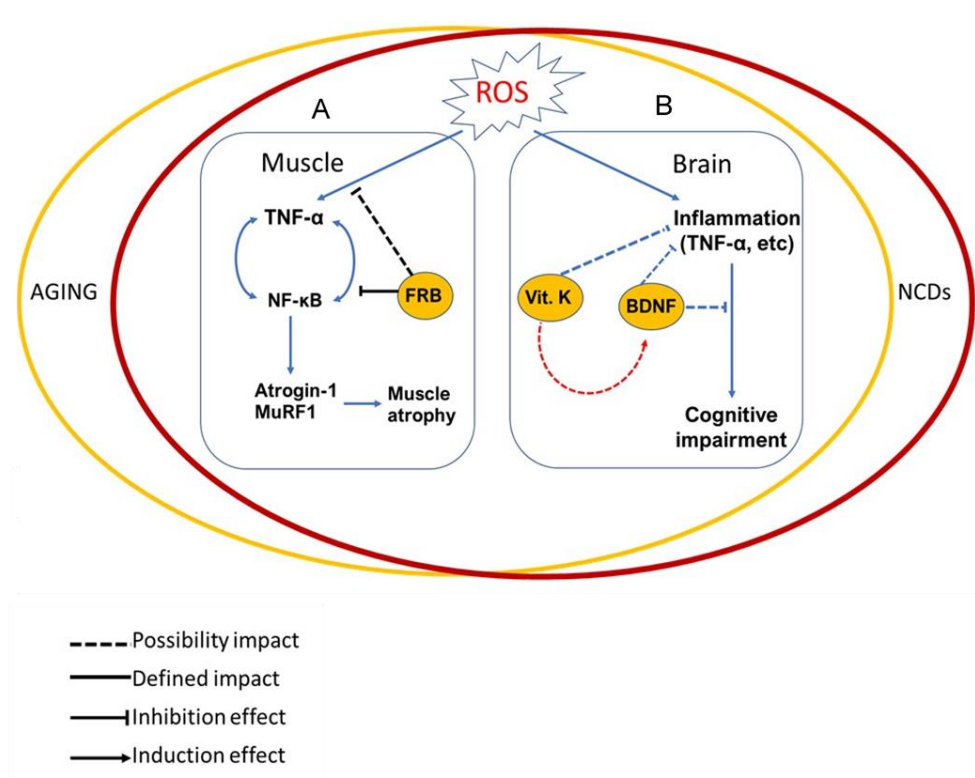 ROS
A
B
Muscle
Brain
TNF-α
Inflammation
(TNF-α, etc)
AGING
NCDs
NF-κB
FRB
Vit. K
BDNF
Atrogin-1
MuRF1
Muscle
atrophy
Cognitive
impairment
Possibility impact
Defined impact
Inhibition effect
Induction effect